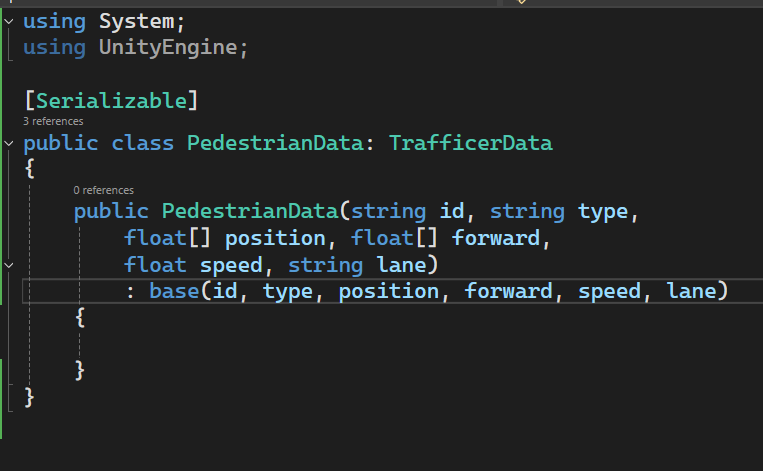 using System;
using UnityEngine;
[Serializable]
3 references
public class PedestrianData: TrafficerData
{
0 references
public PedestrianData(string id, string type,
float[] position, float[] forward,
float speed, string lane)
: base(id, type, position, forward, speed, lane)
{
}
}